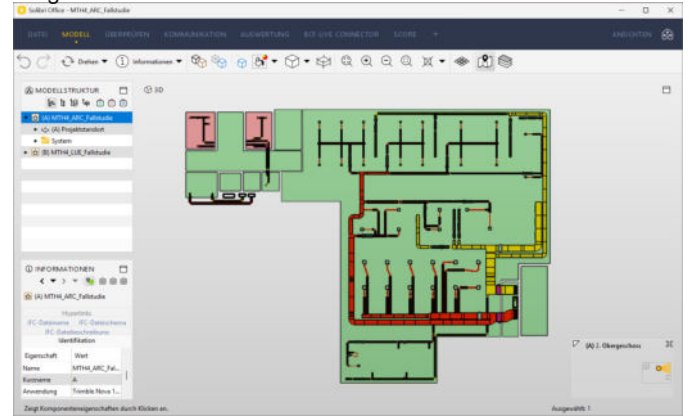 Solibri Office - MTH4_ARC_Fallstudie
DATEI MODELL ÜBERPRÜFEN KOMMUNIKATION AUSWERTUNG BCF LIVE CONNECTOR SCORE + ANSICHTEN
Drehen Informationen
MODELLSTRUKTUR
3D
(A) MTH4_ARC_Fallstudie
(A) Projektstandort
System
(B) MTH4_LUE_Fallstudie
INFORMATIONEN
(A) MTH4_ARC_Fallstudie
Hyperlinks
IFC-Dateiname IFC-Dateischema
IFC-Dateibeschreibung
Identifikation
Eigenschaft Wert
Name MTH4_ARC_Fal...
Kurzname A
Anwendung Trimble Nova 1...
(A) 2. Obergeschoss
Zeigt Komponenteneigenschaften durch Klicken an.
Ausgewählt: 1